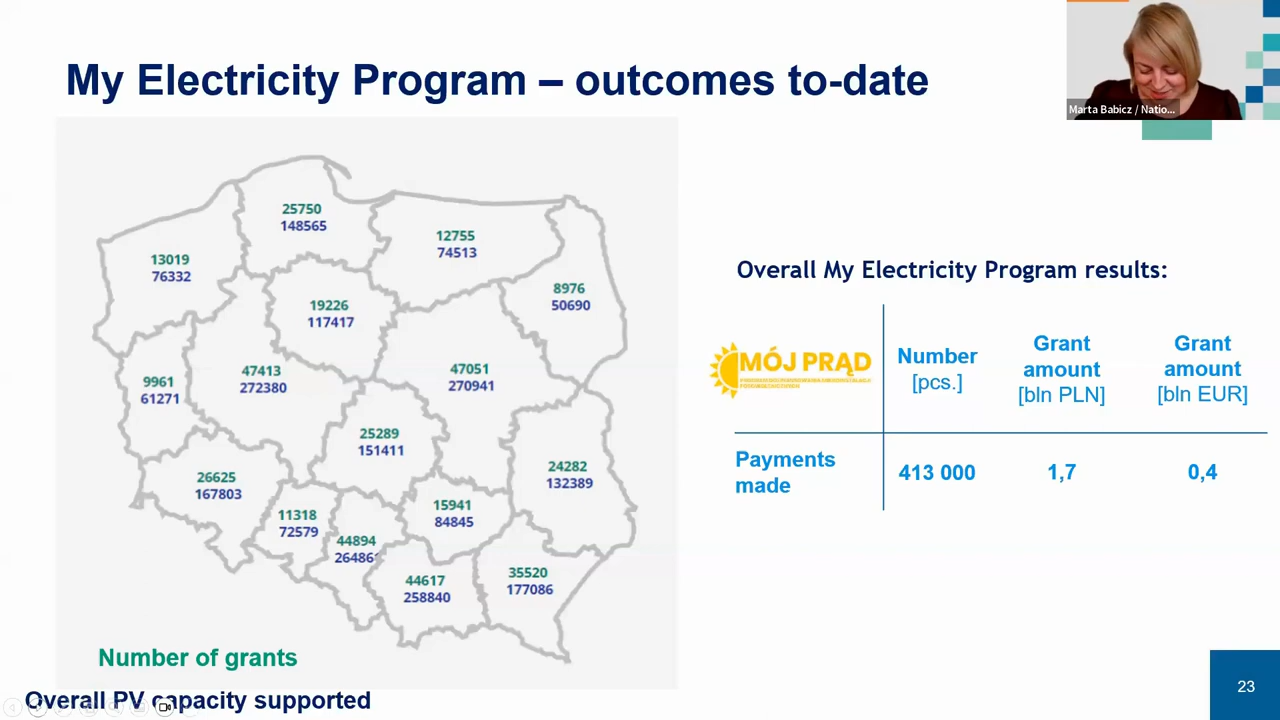 My Electricity Program – outcomes to-date
Marta Babicz / Natio...
25750
148565
12755
74513
13019
76332
8976
50690
19226
117417
47413
272380
47051
270941
9961
61271
25289
151411
24282
132389
26625
167803
15941
84845
11318
72579
44894
26486
44617
258840
35520
177086
Number of grants
Overall PV capacity supported
Overall My Electricity Program results:
MÓJ PRĄD
Number
[pcs.]
Grant
amount
[bln PLN]
Grant
amount
[bln EUR]
Payments
made
413 000
1,7
0,4
23